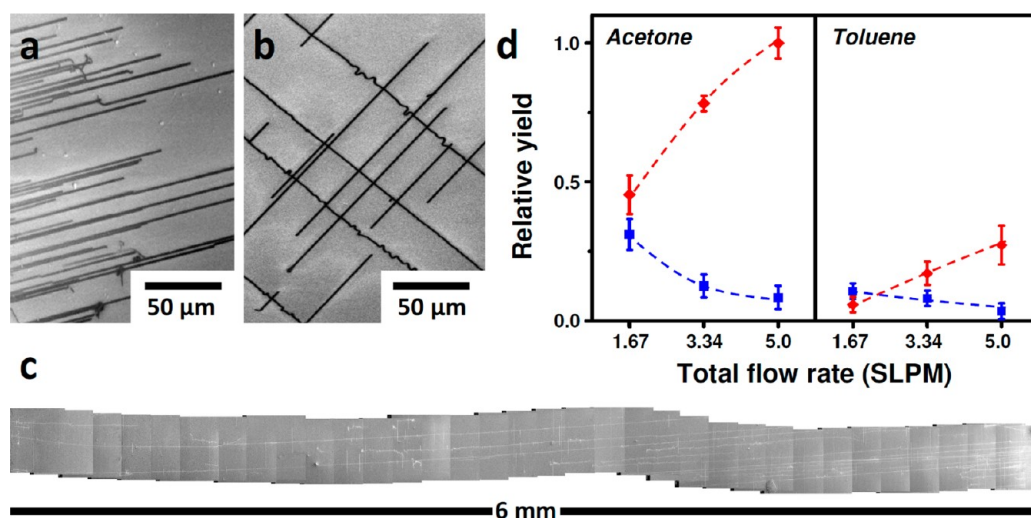 a
50 µm
b
50 µm
d
Relative yield
1.0
0.5
0.0
Acetone
Toluene
1.67
3.34
5.0
1.67
3.34
5.0
Total flow rate (SLPM)
c
6 mm